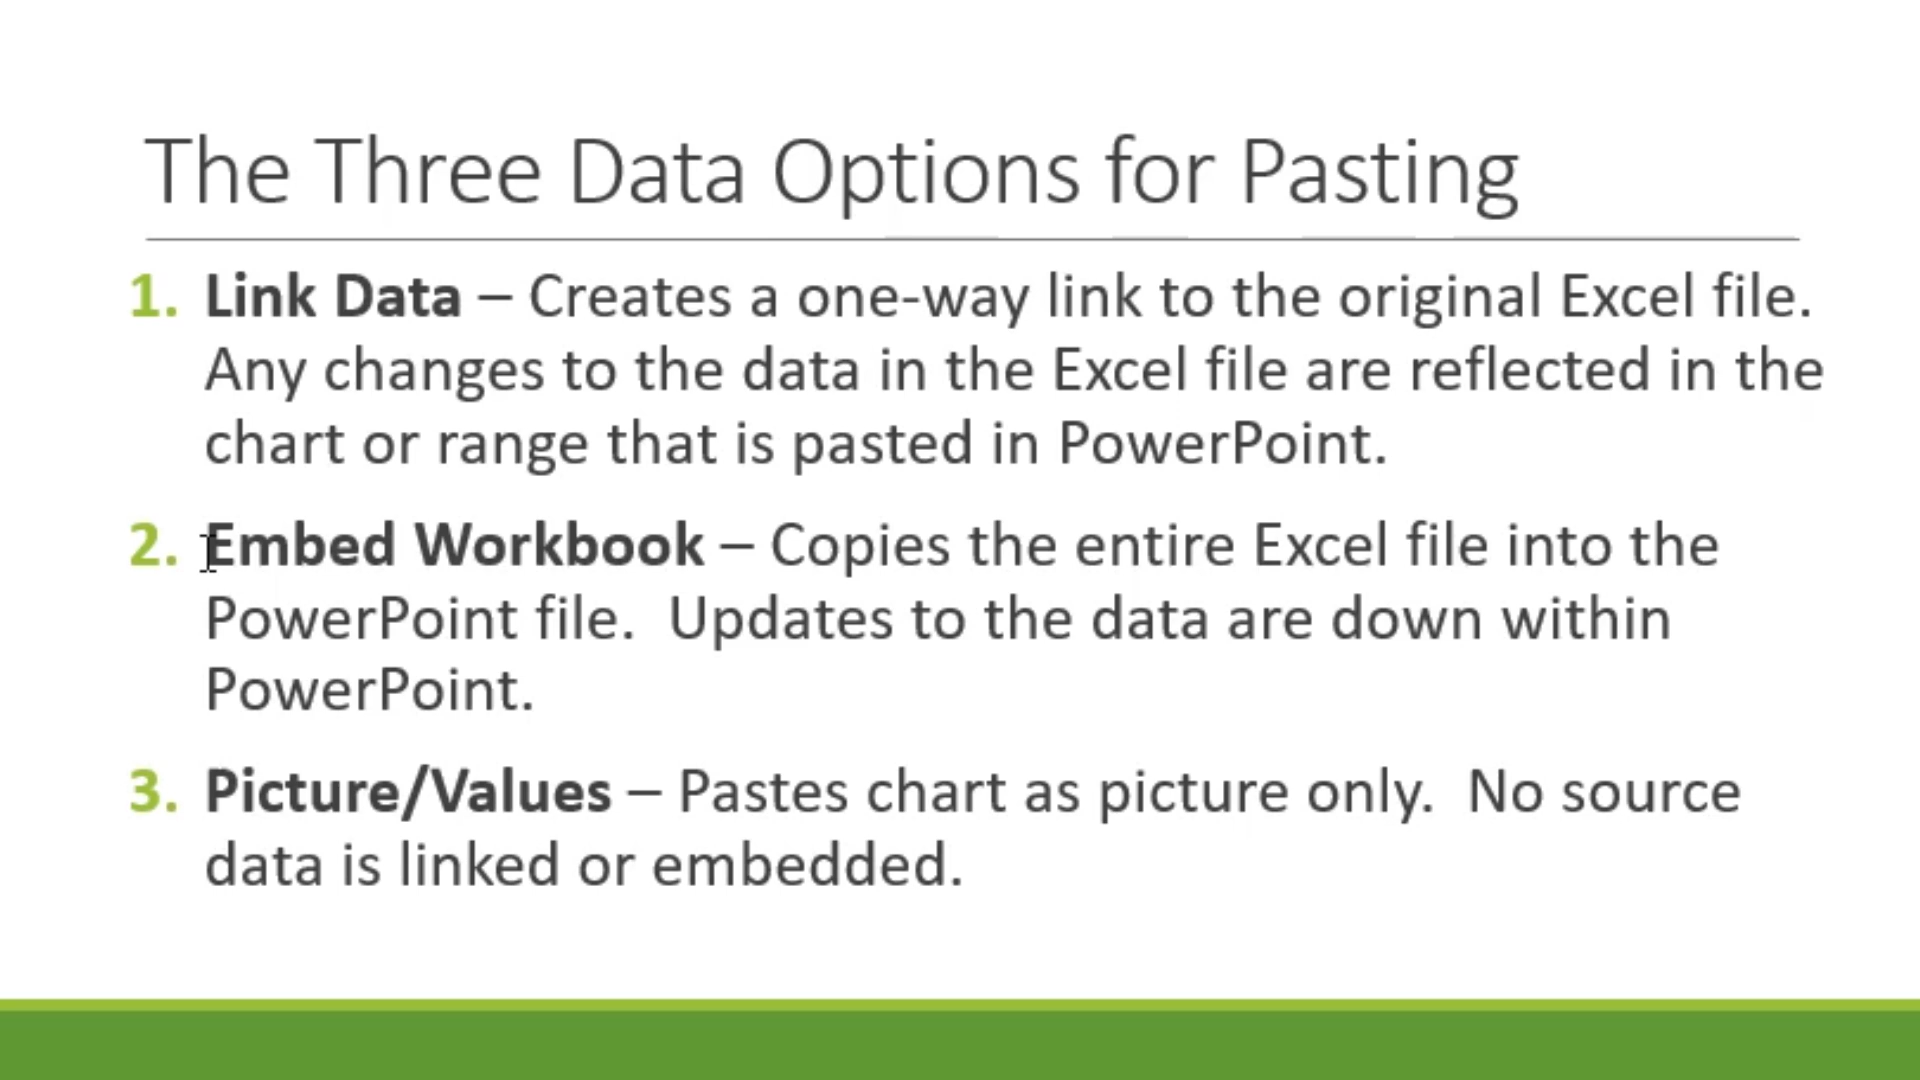 The Three Data Options for Pasting
1. Link Data – Creates a one-way link to the original Excel file.
Any changes to the data in the Excel file are reflected in the
chart or range that is pasted in PowerPoint.
2. Embed Workbook – Copies the entire Excel file into the
PowerPoint file.  Updates to the data are down within
PowerPoint.
3. Picture/Values – Pastes chart as picture only.  No source
data is linked or embedded.